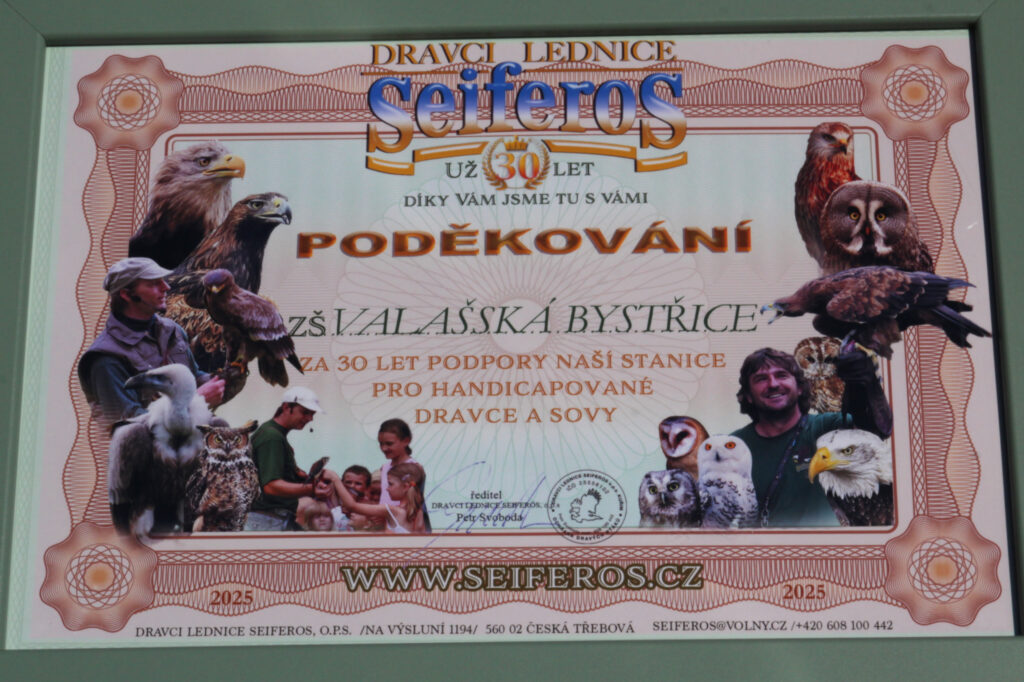 DRAVCI LEDNICE
Seiferos
UŽ 30 LET
DÍKY VÁM JSME TU S VÁMI
PODĚKOVÁNÍ
ZŠ VALAŠSKÁ BYSTŘICE
ZA 30 LET PODPORY NAŠÍ STANICE
PRO HANDICAPOVANÉ
DRAVCE A SOVY
ředitel
DRAVCI LEDNICE SEIFEROS,
Petr Svoboda
WWW.SEIFEROS.CZ
2025
2025
DRAVCI LEDNICE SEIFEROS, O.P.S. /NA VÝSLUNÍ 1194/ 560 02 ČESKÁ TŘEBOVÁ SEIFEROS@VOLNY.CZ /+420 608 100 442